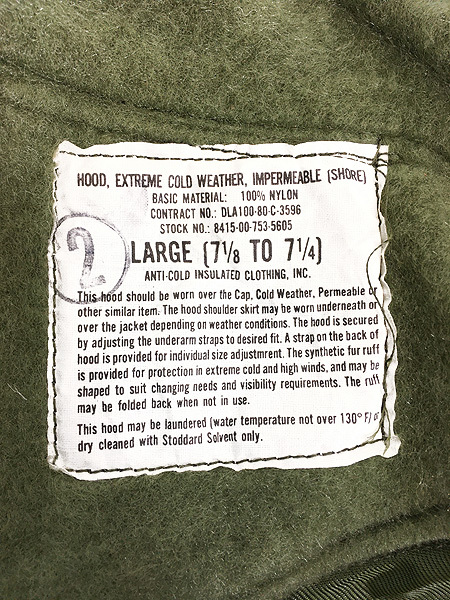 HOOD, EXTREME COLD WEATHER, IMPERMEABLE (SHORE)
BASIC MATERIAL: 100% NYLON
CONTRACT NO.: DLA100-80-C-3596
STOCK NO.: 8415-00-753-5605
2
LARGE (7 1/8 TO 7 1/4)
ANTI-COLD INSULATED CLOTHING, INC.
This hood should be worn over the Cap, Cold Weather, Permeable or
other similar item. The hood shoulder skirt may be worn underneath or
over the jacket depending on weather conditions. The hood is secured
by adjusting the underarm straps to desired fit. A strap on the back of
hood is provided for individual size adjustmrent. The synthetic fur ruff
is provided for protection in extreme cold and high winds, and may be
shaped to suit changing needs and visibility requirements. The ruff
may be folded back when not in use.
This hood may be laundered (water temperature not over 130° F/ or
dry cleaned with Stoddard Solvent only.